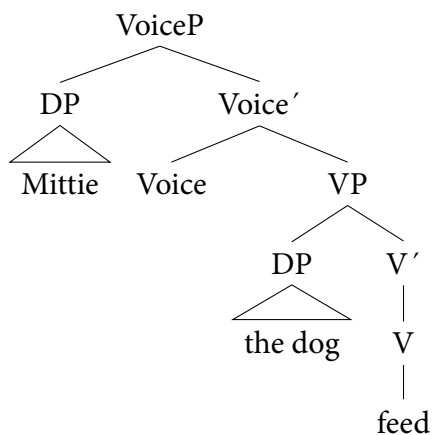 VoiceP
DP Voice´
Mittie Voice VP
DP V´
the dog V
feed